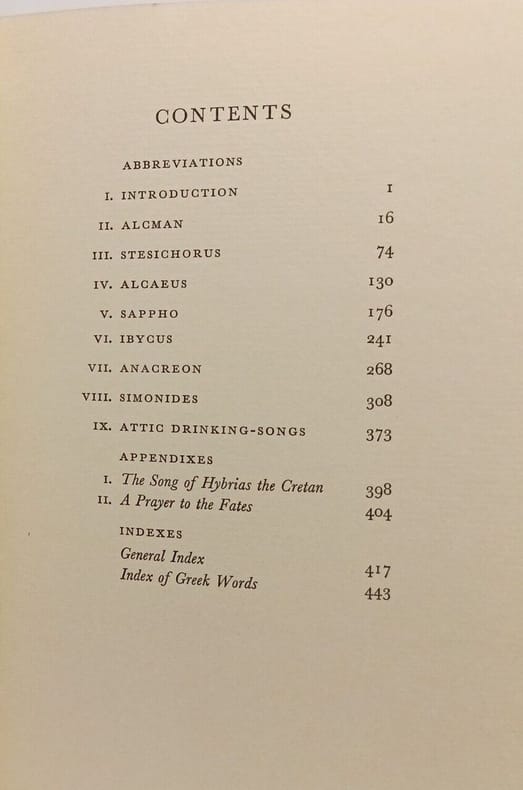 CONTENTS
ABBREVIATIONS
I. INTRODUCTION 1
II. ALCMAN 16
III. STESICHORUS 74
IV. ALCAEUS 130
V. SAPPHO 176
VI. IBYCUS 241
VII. ANACREON 268
VIII. SIMONIDES 308
IX. ATTIC DRINKING-SONGS 373
APPENDIXES
I. The Song of Hybrias the Cretan 398
II. A Prayer to the Fates 404
INDEXES
General Index 417
Index of Greek Words 443